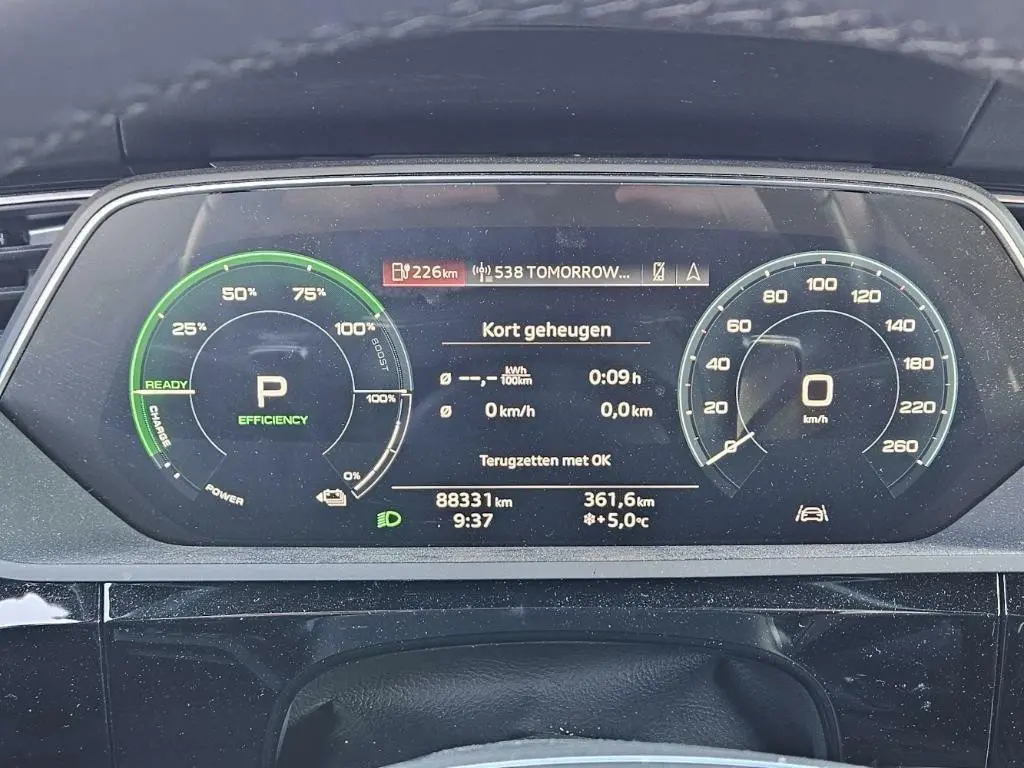 226 km 538 TOMORROW...
50% 75%
25% 100%
BOOST
READY
P
EFFICIENCY
100%
CHARGE
0%
POWER
Kort geheugen
Ø --,- kWh/100km 0:09 h
Ø 0 km/h 0,0 km
Terugzetten met OK
88331 km 361,6 km
9:37 +5,0 °C
80 100 120
60 140
40 180
20 220
0 260
0
km/h